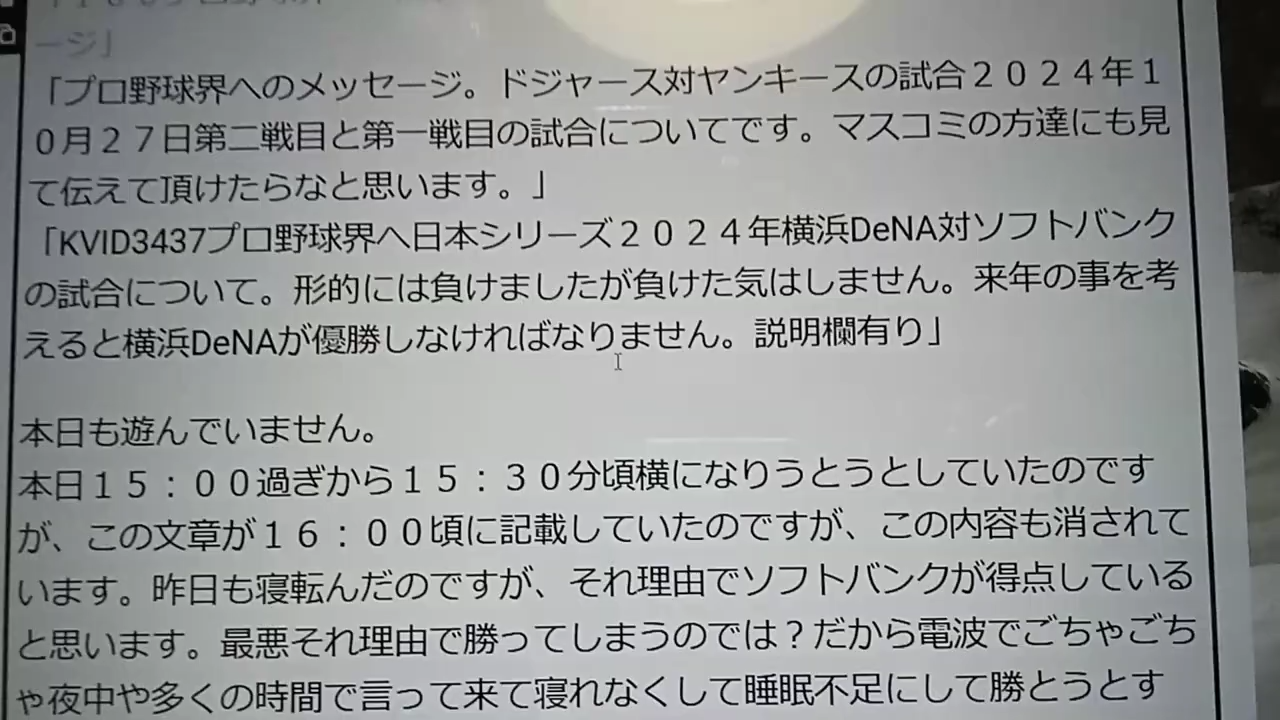 ージ」
「プロ野球界へのメッセージ。ドジャース対ヤンキースの試合２０２４年１
０月２７日第二戦目と第一戦目の試合についてです。マスコミの方達にも見
て伝えて頂けたらなと思います。」
「KVID3437プロ野球界へ日本シリーズ２０２４年横浜DeNA対ソフトバンク
の試合について。形的には負けましたが負けた気はしません。来年の事を考
えると横浜DeNAが優勝しなければなりません。説明欄有り」
本日も遊んでいません。
本日１５：００過ぎから１５：３０分頃横になりうとうとしていたのです
が、この文章が１６：００頃に記載していたのですが、この内容も消されて
います。昨日も寝転んだのですが、それ理由でソフトバンクが得点している
と思います。最悪それ理由で勝ってしまうのでは？だから電波でごちゃごち
ゃ夜中や多くの時間で言って来て寝れなくして睡眠不足にして勝とうとす